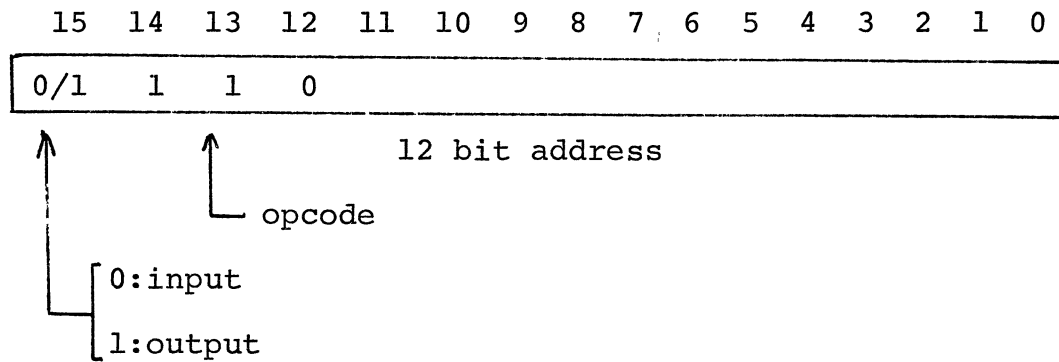 15 14 13 12 11 10 9 8 7 6 5 4 3 2 1 0
0/1 1 1 0
12 bit address
opcode
0:input
1:output